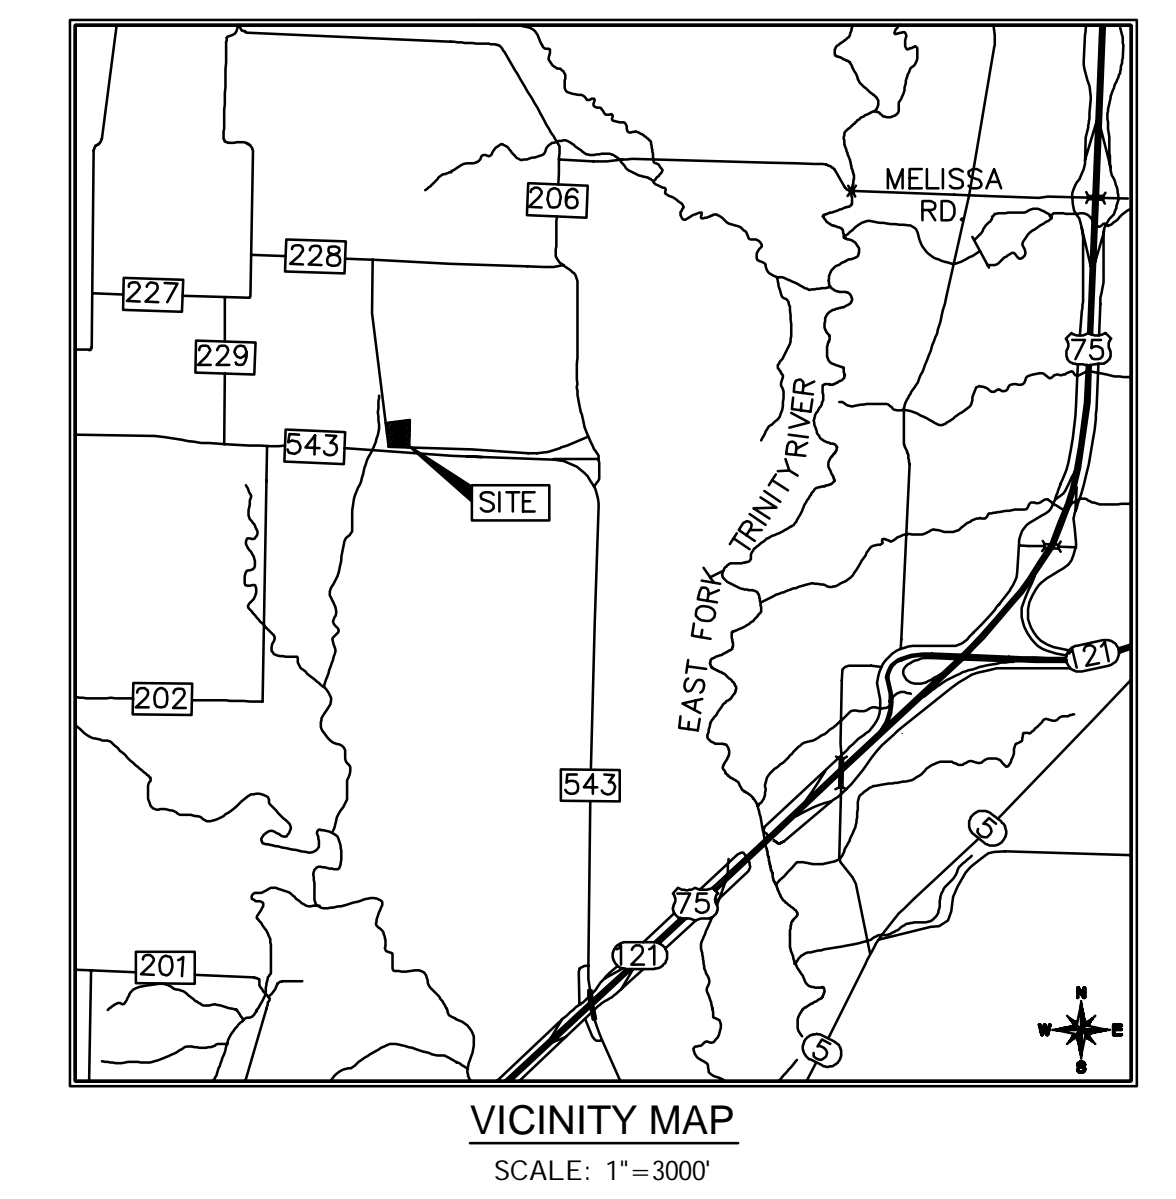 MELISSA
RD.
206
228
227
229
75
543
SITE
TRINITY RIVER
EAST FORK
121
202
543
5
75
121
201
5
N
W E
S
VICINITY MAP
SCALE: 1"=3000'